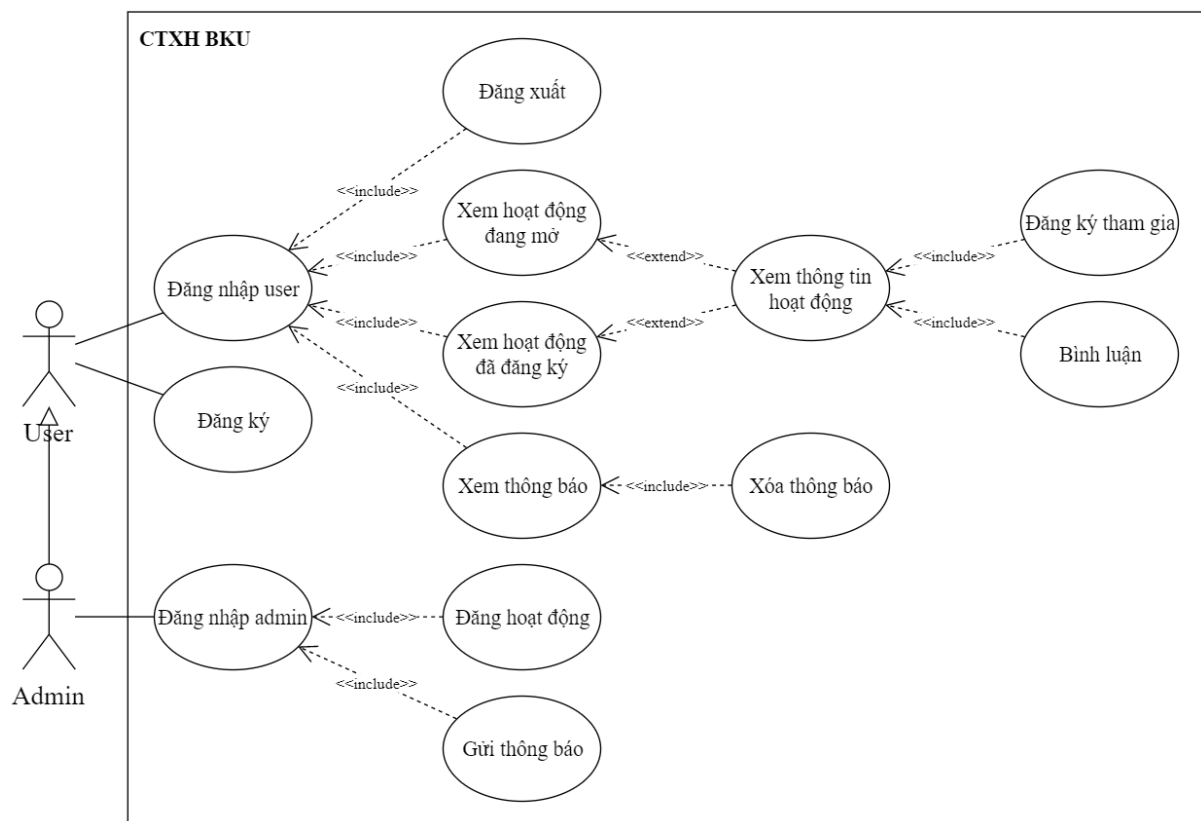 CTXH BKU
Đăng xuất
<<include>>
Xem hoạt động
đang mở
<<include>>
Đăng nhập user
<<include>>
Xem hoạt động
đã đăng ký
<<include>>
<<extend>>
<<extend>>
Xem thông tin
hoạt động
<<include>>
Đăng ký tham gia
<<include>>
Bình luận
User
Đăng ký
Xem thông báo
<<include>>
Xóa thông báo
Admin
Đăng nhập admin
<<include>>
Đăng hoạt động
<<include>>
Gửi thông báo